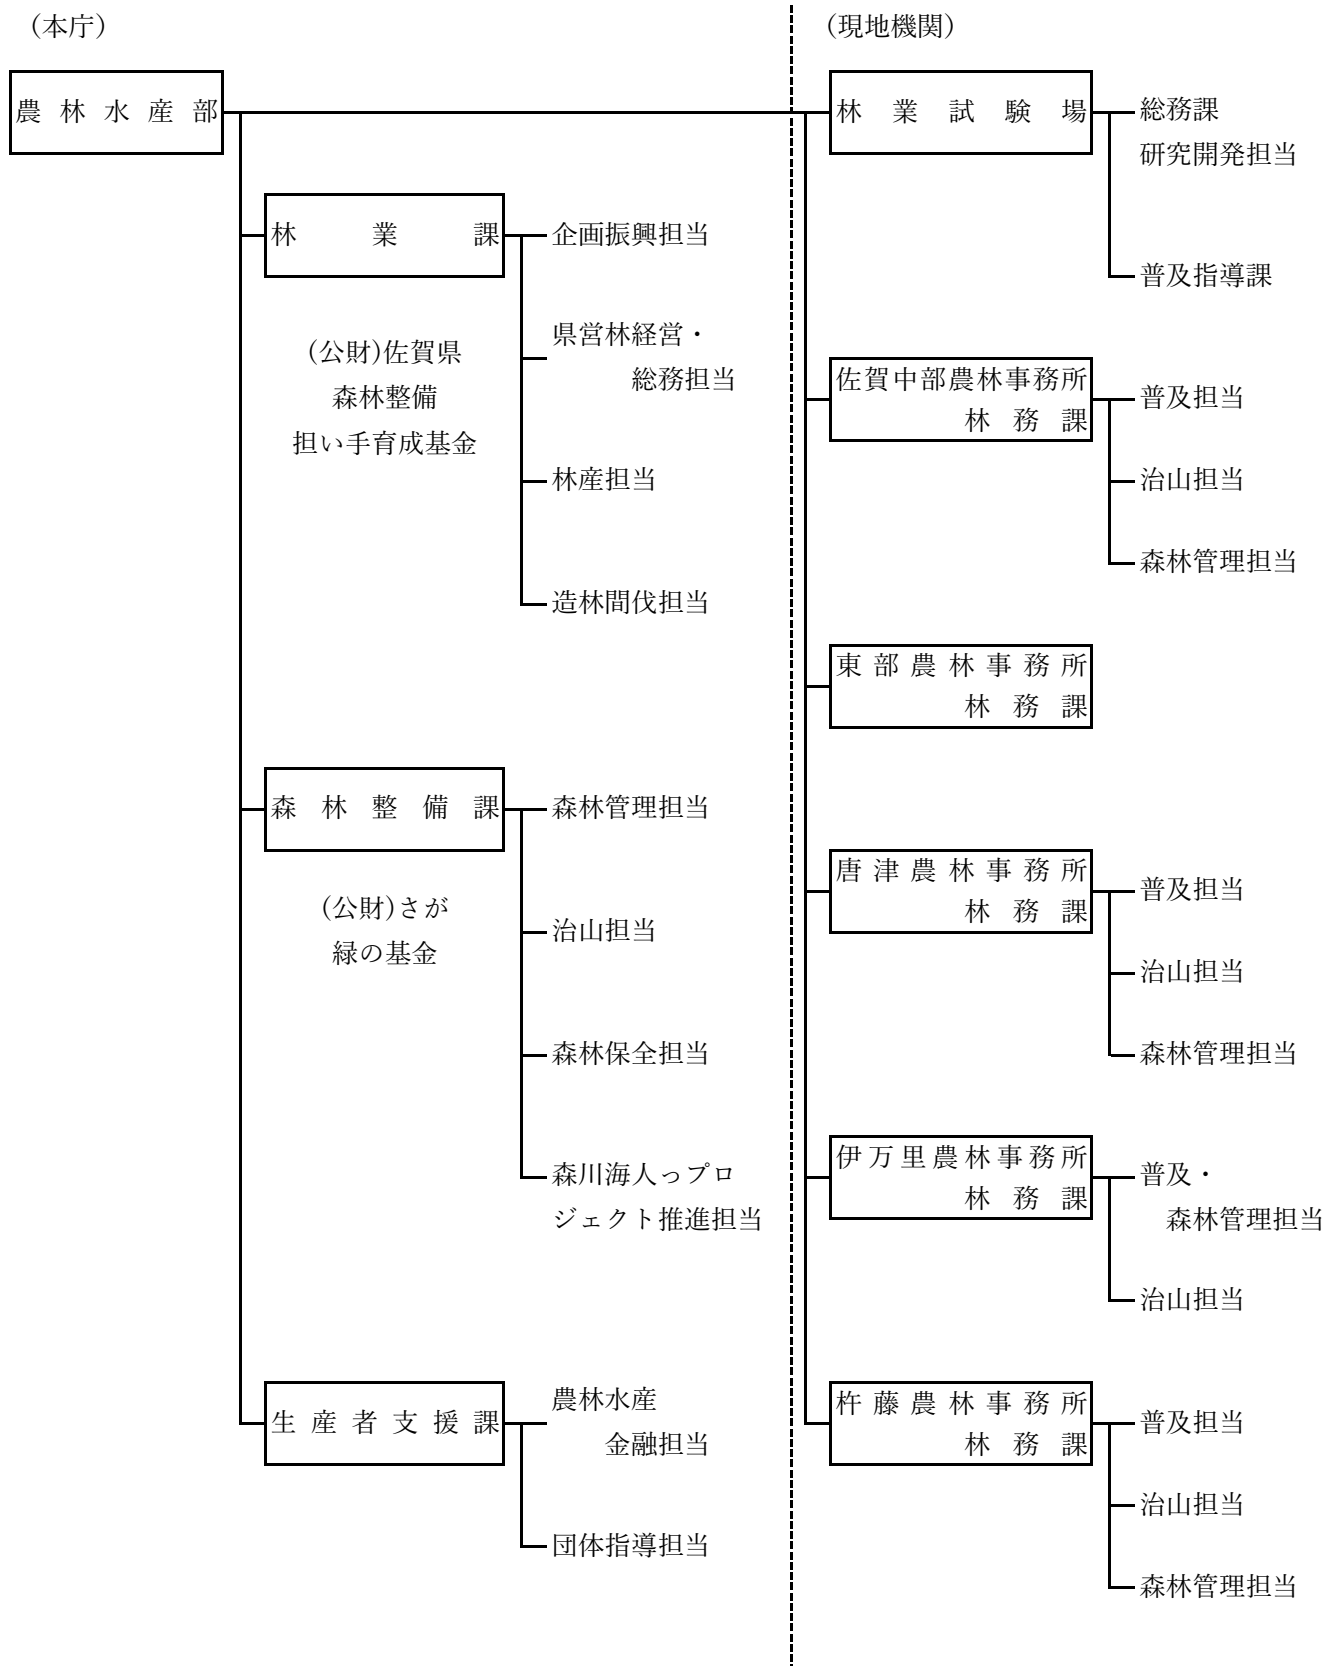 （本庁）
農林水産部
林業課
企画振興担当
県営林経営・
総務担当
(公財)佐賀県
森林整備
担い手育成基金
林産担当
造林間伐担当
森林整備課
森林管理担当
(公財)さが
緑の基金
治山担当
森林保全担当
森川海人っプロ
ジェクト推進担当
生産者支援課
農林水産
金融担当
団体指導担当
（現地機関）
林業試験場
総務課
研究開発担当
普及指導課
佐賀中部農林事務所
林務課
普及担当
治山担当
森林管理担当
東部農林事務所
林務課
唐津農林事務所
林務課
普及担当
治山担当
森林管理担当
伊万里農林事務所
林務課
普及・
森林管理担当
治山担当
杵藤農林事務所
林務課
普及担当
治山担当
森林管理担当